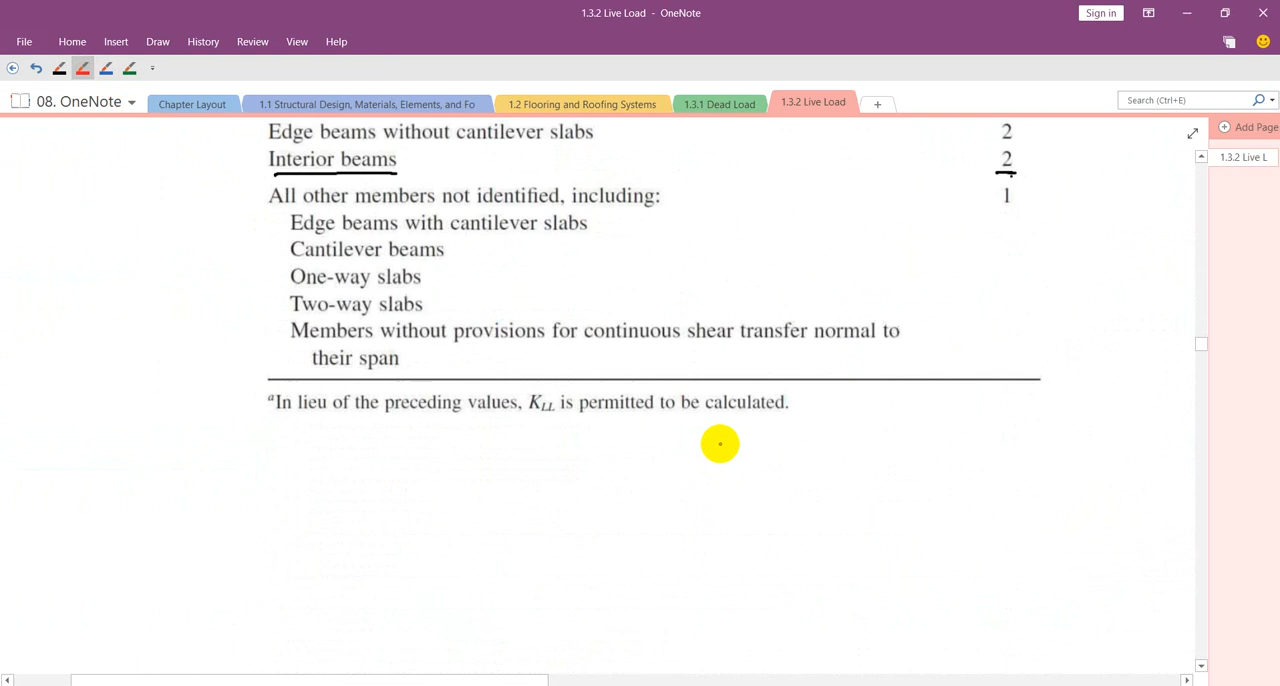 1.3.2 Live Load - OneNote
Sign in
File Home Insert Draw History Review View Help
08. OneNote
Chapter Layout
1.1 Structural Design, Materials, Elements, and Fo
1.2 Flooring and Roofing Systems
1.3.1 Dead Load
1.3.2 Live Load
Search (Ctrl+E)
Add Page
1.3.2 Live L
Edge beams without cantilever slabs 2
Interior beams 2
All other members not identified, including: 1
Edge beams with cantilever slabs
Cantilever beams
One-way slabs
Two-way slabs
Members without provisions for continuous shear transfer normal to
their span
aIn lieu of the preceding values, KLL is permitted to be calculated.